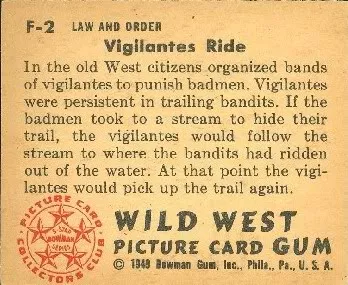 F-2 LAW AND ORDER
Vigilantes Ride
In the old West citizens organized bands
of vigilantes to punish badmen. Vigilantes
were persistent in trailing bandits. If the
badmen took to a stream to hide their
trail, the vigilantes would follow the
stream to where the bandits had ridden
out of the water. At that point the vigi-
lantes would pick up the trail again.
PICTURE CARD
5 STAR
BOWMAN
SERIES
COLLECTORS CLUB
WILD WEST
PICTURE CARD GUM
© 1949 Bowman Gum, Inc., Phila., Pa., U. S. A.